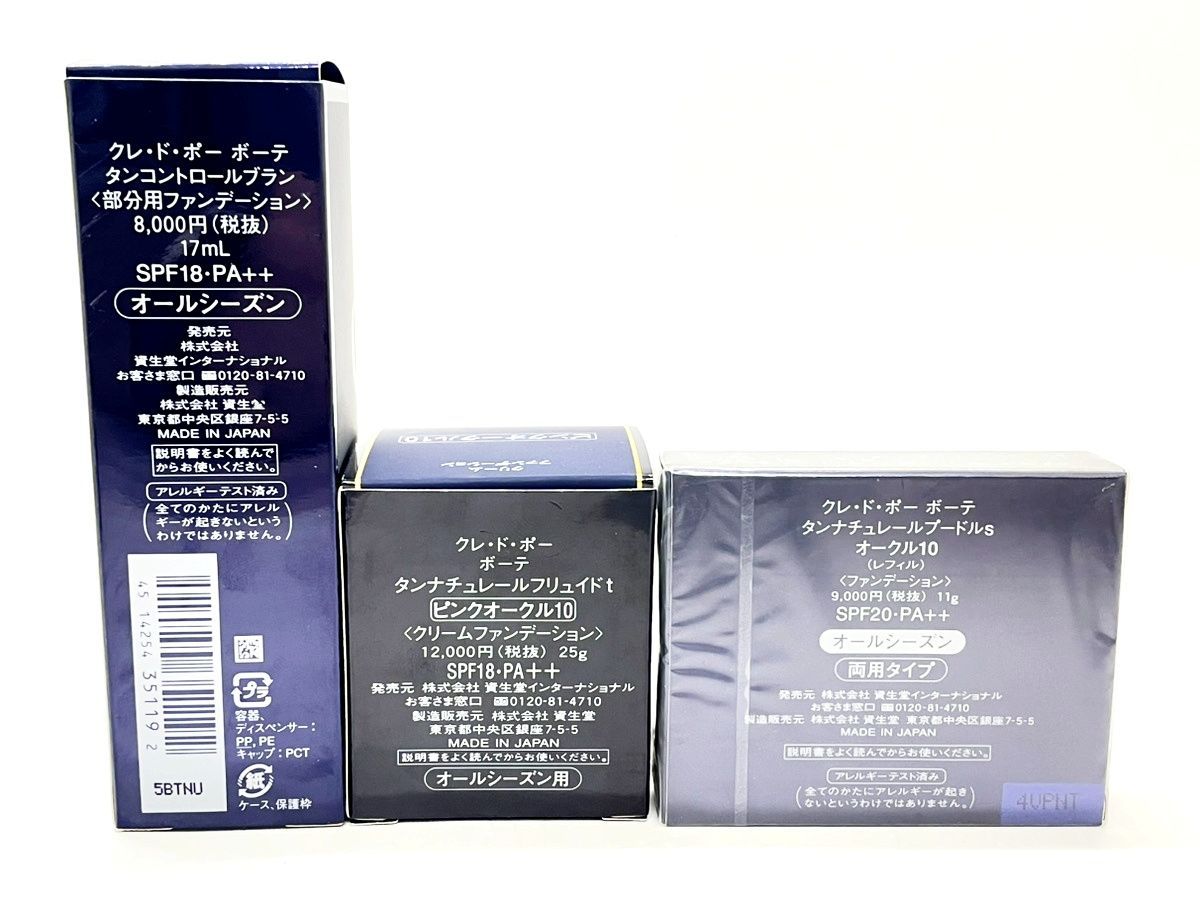 クレ・ド・ポー ボーテ
タンコントロールブラン
〈部分用ファンデーション〉
8,000円(税抜)
17mL
SPF18・PA++
オールシーズン
発売元
株式会社
資生堂インターナショナル
お客さま窓口 0120-81-4710
製造販売元
株式会社 資生堂
東京都中央区銀座7-5-5
MADE IN JAPAN
説明書をよく読んで
からお使いください。
アレルギーテスト済み
(全てのかたにアレル
ギーが起きないという
わけではありません。)
4514254351192
5BTNU
プラ
容器、
ディスペンサー:
PP,PE
キャップ:PCT
紙
ケース、保護枠
ピンクオークル10
クリーム
ファンデーション
クレ・ド・ポー
ボーテ
タンナチュレールフリュイドt
ピンクオークル10
〈クリームファンデーション〉
12,000円(税抜) 25g
SPF18・PA++
発売元 株式会社 資生堂インターナショナル
お客さま窓口 0120-81-4710
製造販売元 株式会社 資生堂
東京都中央区銀座7-5-5
MADE IN JAPAN
説明書をよく読んでからお使いください。
オールシーズン用
クレ・ド・ポー ボーテ
タンナチュレールプードルs
オークル10
(レフィル)
〈ファンデーション〉
9,000円(税抜) 11g
SPF20・PA++
オールシーズン
両用タイプ
発売元 株式会社 資生堂インターナショナル
お客さま窓口 0120-81-4710
製造販売元 株式会社 資生堂 東京都中央区銀座7-5-5
MADE IN JAPAN
説明書をよく読んでからお使いください。
アレルギーテスト済み
(全てのかたにアレルギーが起き
ないというわけではありません。)
4VPNT